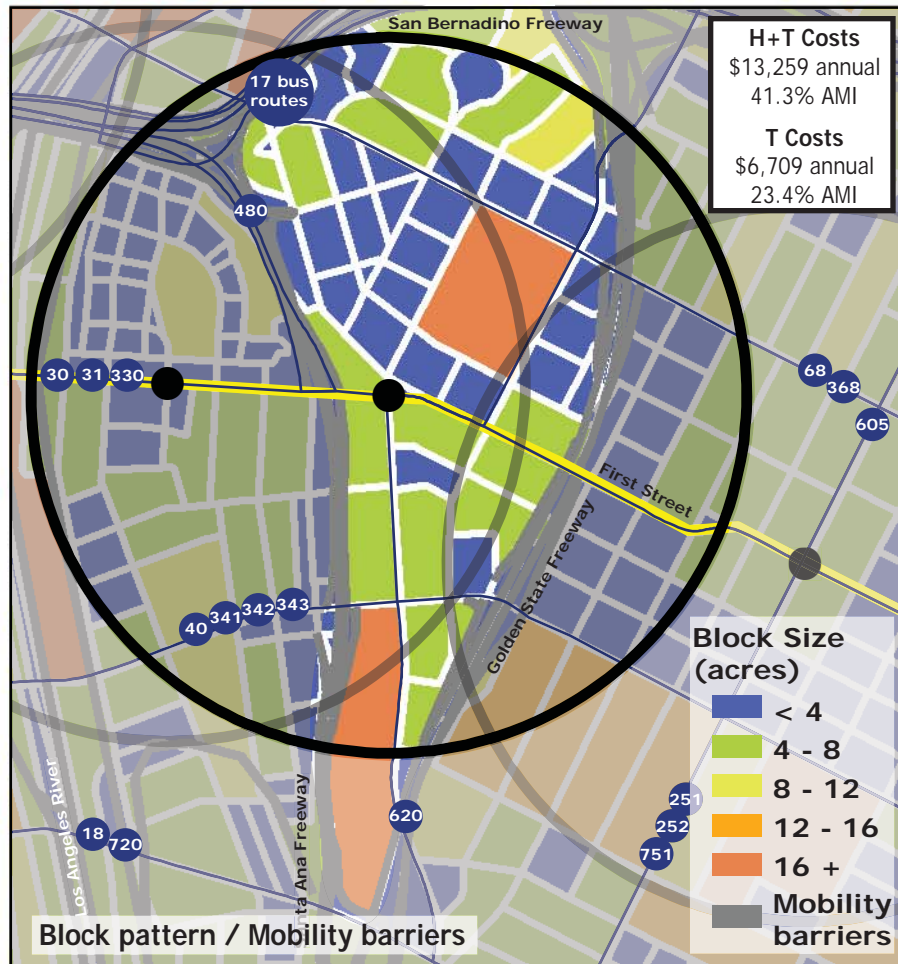 San Bernadino Freeway
H+T Costs
$13,259 annual
41.3% AMI
T Costs
$6,709 annual
23.4% AMI
17 bus
routes
480
30
31
330
68
368
605
First Street
Golden State Freeway
40
341
342
343
Block Size
(acres)
< 4
4 - 8
8 - 12
12 - 16
16 +
Mobility
barriers
Los Angeles River
Santa Ana Freeway
18
720
620
251
252
751
Block pattern / Mobility barriers